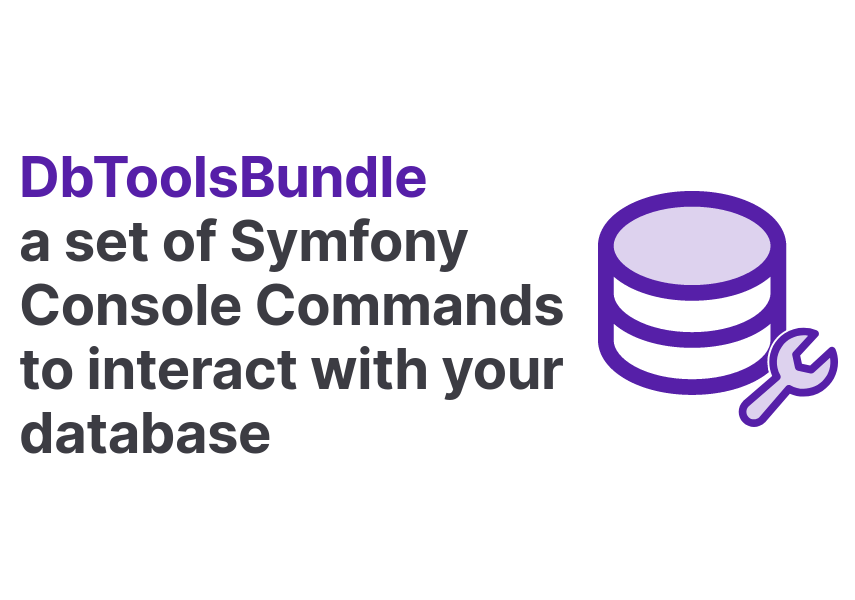 DbToolsBundle
a set of Symfony
Console Commands
to interact with your
database